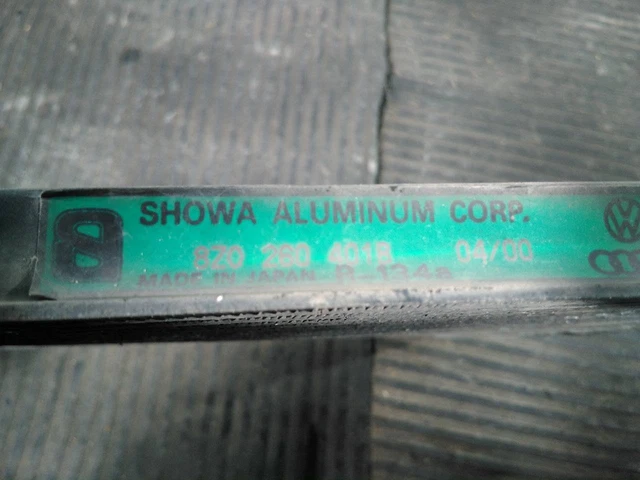 SHOWA ALUMINUM CORP.
8Z0 260 401B 04/00
MADE IN JAPAN R-134a